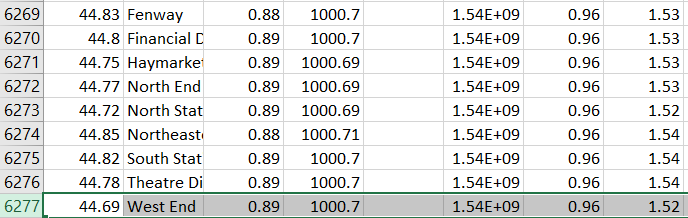 6269 44.83 Fenway 0.88 1000.7 1.54E+09 0.96 1.53
6270 44.8 Financial D 0.89 1000.7 1.54E+09 0.96 1.53
6271 44.75 Haymarket 0.89 1000.69 1.54E+09 0.96 1.53
6272 44.77 North End 0.89 1000.69 1.54E+09 0.96 1.53
6273 44.72 North Stat 0.89 1000.69 1.54E+09 0.96 1.52
6274 44.85 Northeast 0.88 1000.71 1.54E+09 0.96 1.54
6275 44.82 South Stat 0.89 1000.7 1.54E+09 0.96 1.54
6276 44.78 Theatre Di 0.89 1000.7 1.54E+09 0.96 1.54
6277 44.69 West End 0.89 1000.7 1.54E+09 0.96 1.52